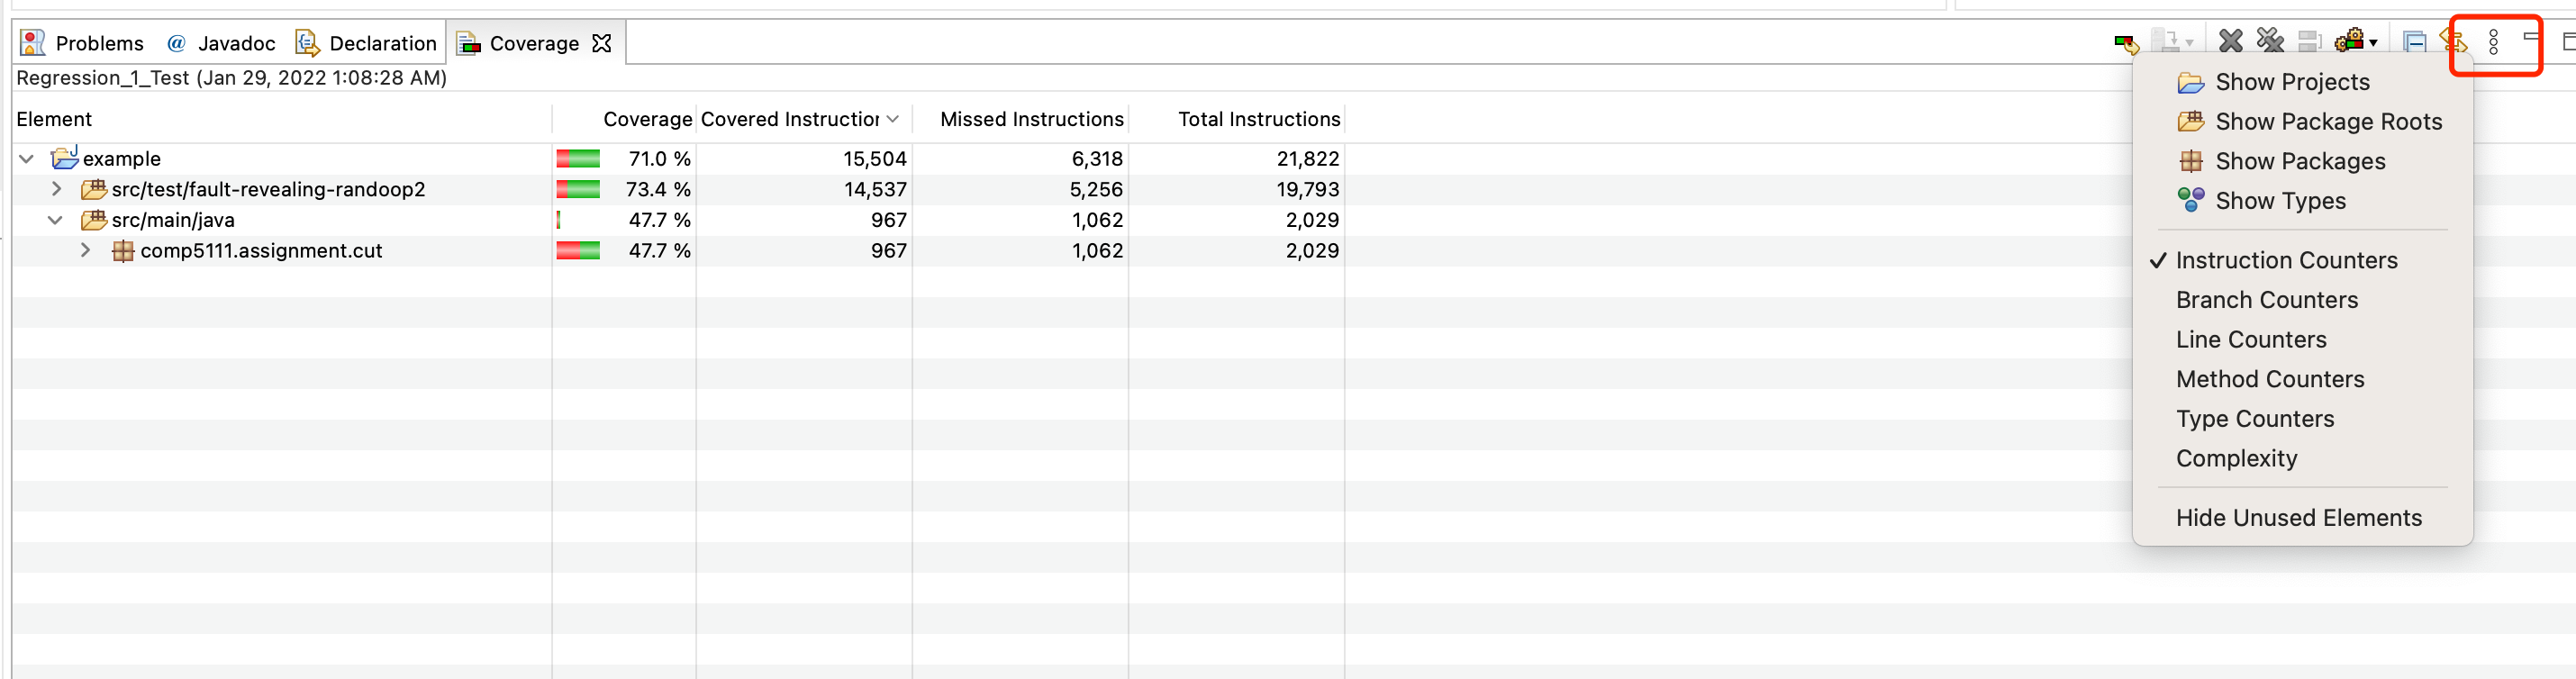 Problems @ Javadoc Declaration Coverage
Regression_1_Test (Jan 29, 2022 1:08:28 AM)
Element Coverage Covered Instructior Missed Instructions Total Instructions
example 71.0 % 15,504 6,318 21,822
src/test/fault-revealing-randoop2 73.4 % 14,537 5,256 19,793
src/main/java 47.7 % 967 1,062 2,029
comp5111.assignment.cut 47.7 % 967 1,062 2,029
Show Projects
Show Package Roots
Show Packages
Show Types
✓ Instruction Counters
Branch Counters
Line Counters
Method Counters
Type Counters
Complexity
Hide Unused Elements